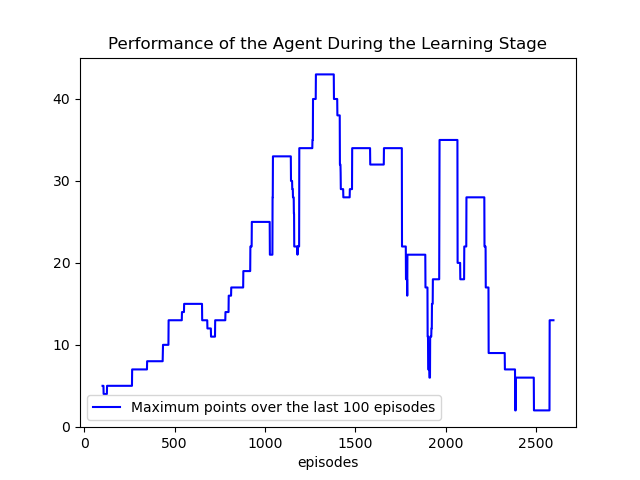 Performance of the Agent During the Learning Stage
40
30
20
10
0
Maximum points over the last 100 episodes
0 500 1000 1500 2000 2500
episodes